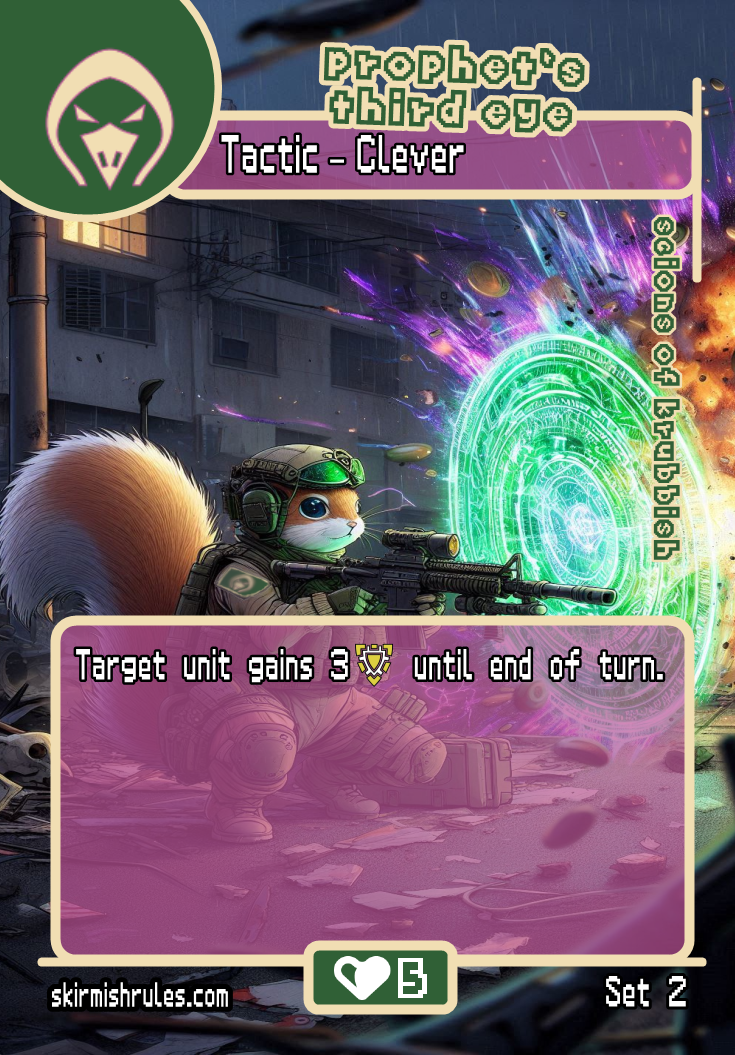 Prophet's
third eye
Tactic – Clever
scions of krubbish
Target unit gains 3 until end of turn.
5
skirmishrules.com
Set 2